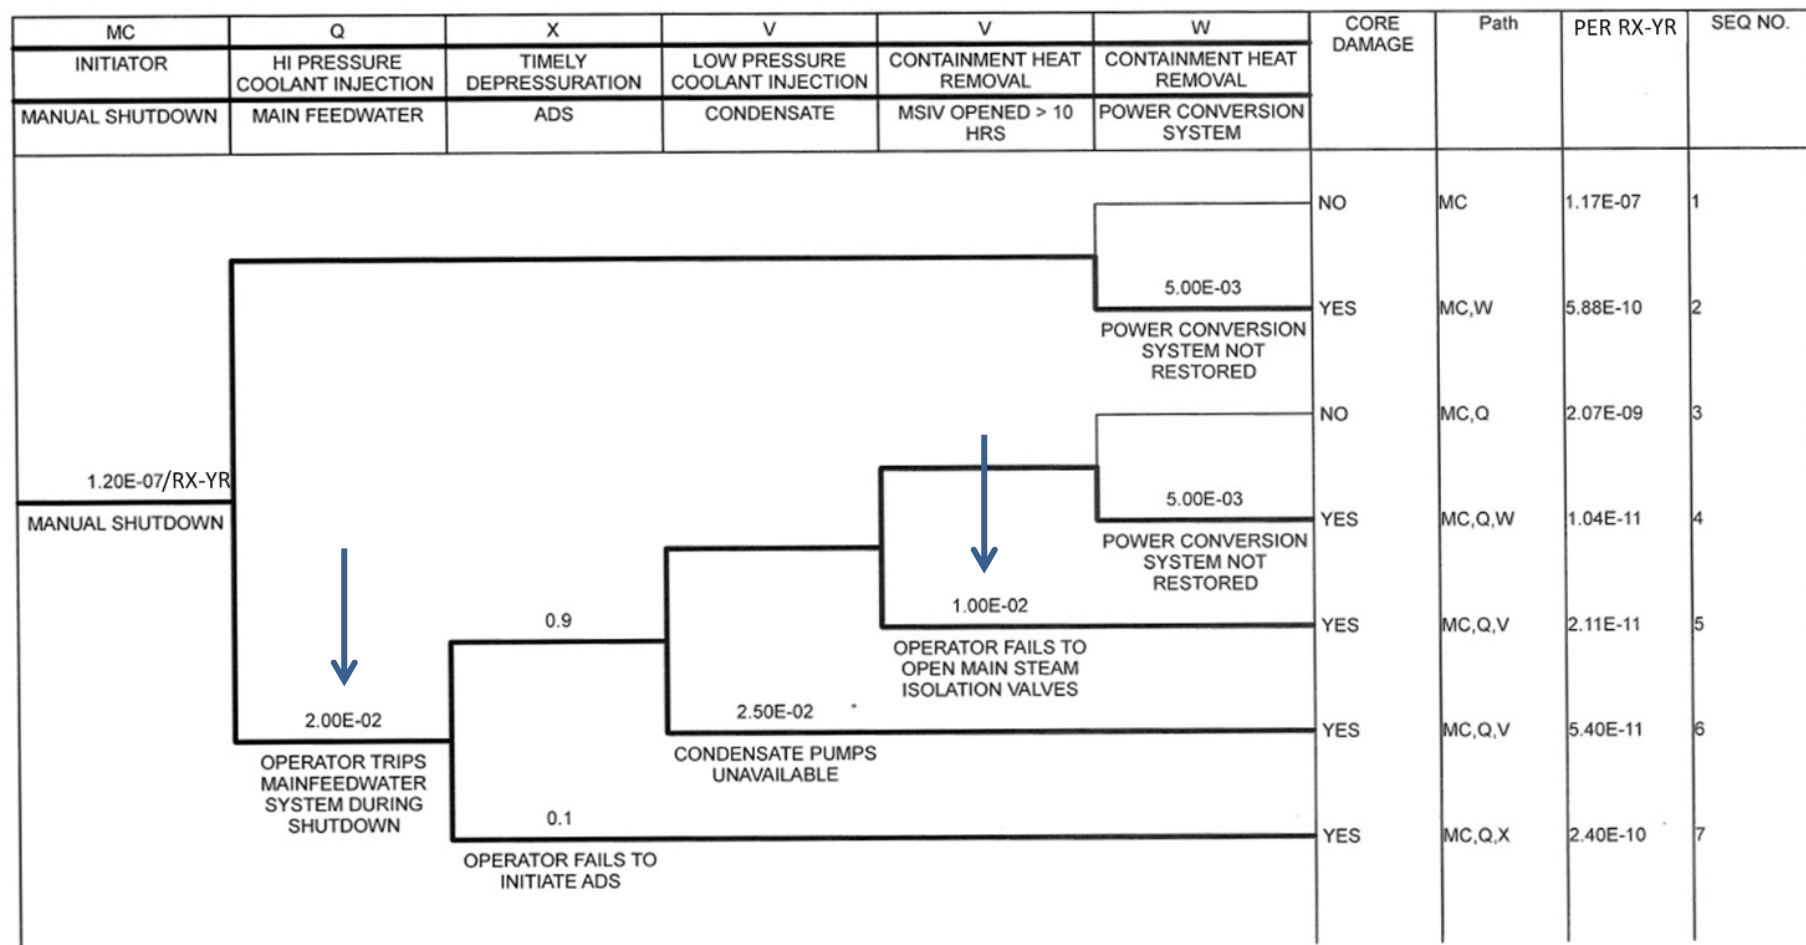 MC Q X V V W CORE DAMAGE Path PER RX-YR SEQ NO.
INITIATOR
HI PRESSURE
COOLANT INJECTION
TIMELY
DEPRESSURATION
LOW PRESSURE
COOLANT INJECTION
CONTAINMENT HEAT
REMOVAL
CONTAINMENT HEAT
REMOVAL
MANUAL SHUTDOWN
MAIN FEEDWATER
ADS
CONDENSATE
MSIV OPENED > 10
HRS
POWER CONVERSION
SYSTEM
NO MC 1.17E-07 1
5.00E-03
YES MC,W 5.88E-10 2
POWER CONVERSION
SYSTEM NOT
RESTORED
NO MC,Q 2.07E-09 3
1.20E-07/RX-YR
MANUAL SHUTDOWN
5.00E-03
YES MC,Q,W 1.04E-11 4
POWER CONVERSION
SYSTEM NOT
RESTORED
1.00E-02
YES MC,Q,V 2.11E-11 5
OPERATOR FAILS TO
OPEN MAIN STEAM
ISOLATION VALVES
0.9
2.00E-02
2.50E-02
YES MC,Q,V 5.40E-11 6
OPERATOR TRIPS
MAINFEEDWATER
SYSTEM DURING
SHUTDOWN
CONDENSATE PUMPS
UNAVAILABLE
0.1
YES MC,Q,X 2.40E-10 7
OPERATOR FAILS TO
INITIATE ADS